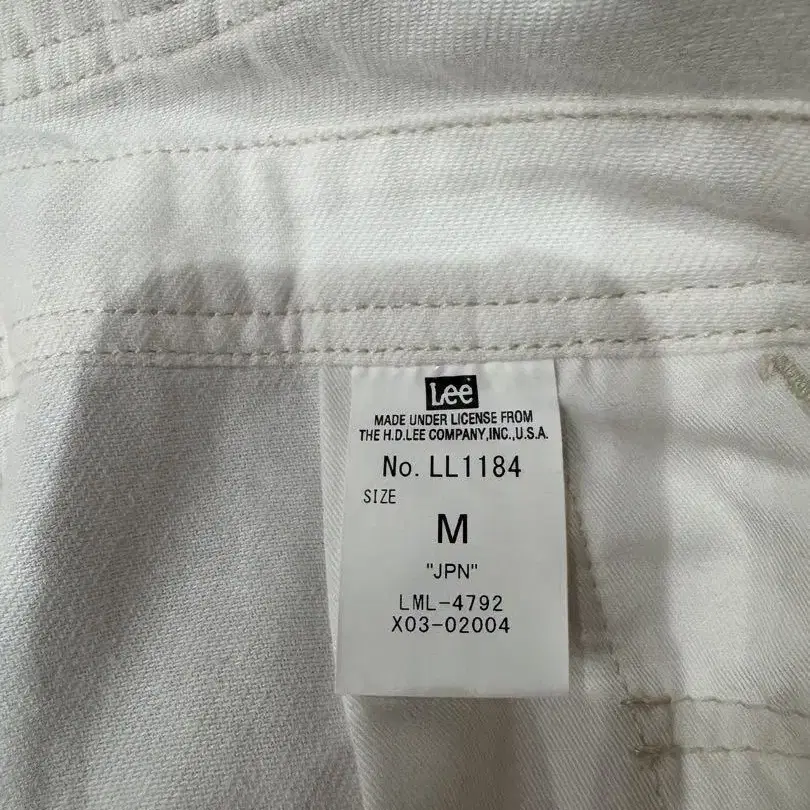 Lee
MADE UNDER LICENSE FROM
THE H.D.LEE COMPANY,INC.,U.S.A.
No. LL1184
SIZE
M
"JPN"
LML-4792
X03-02004